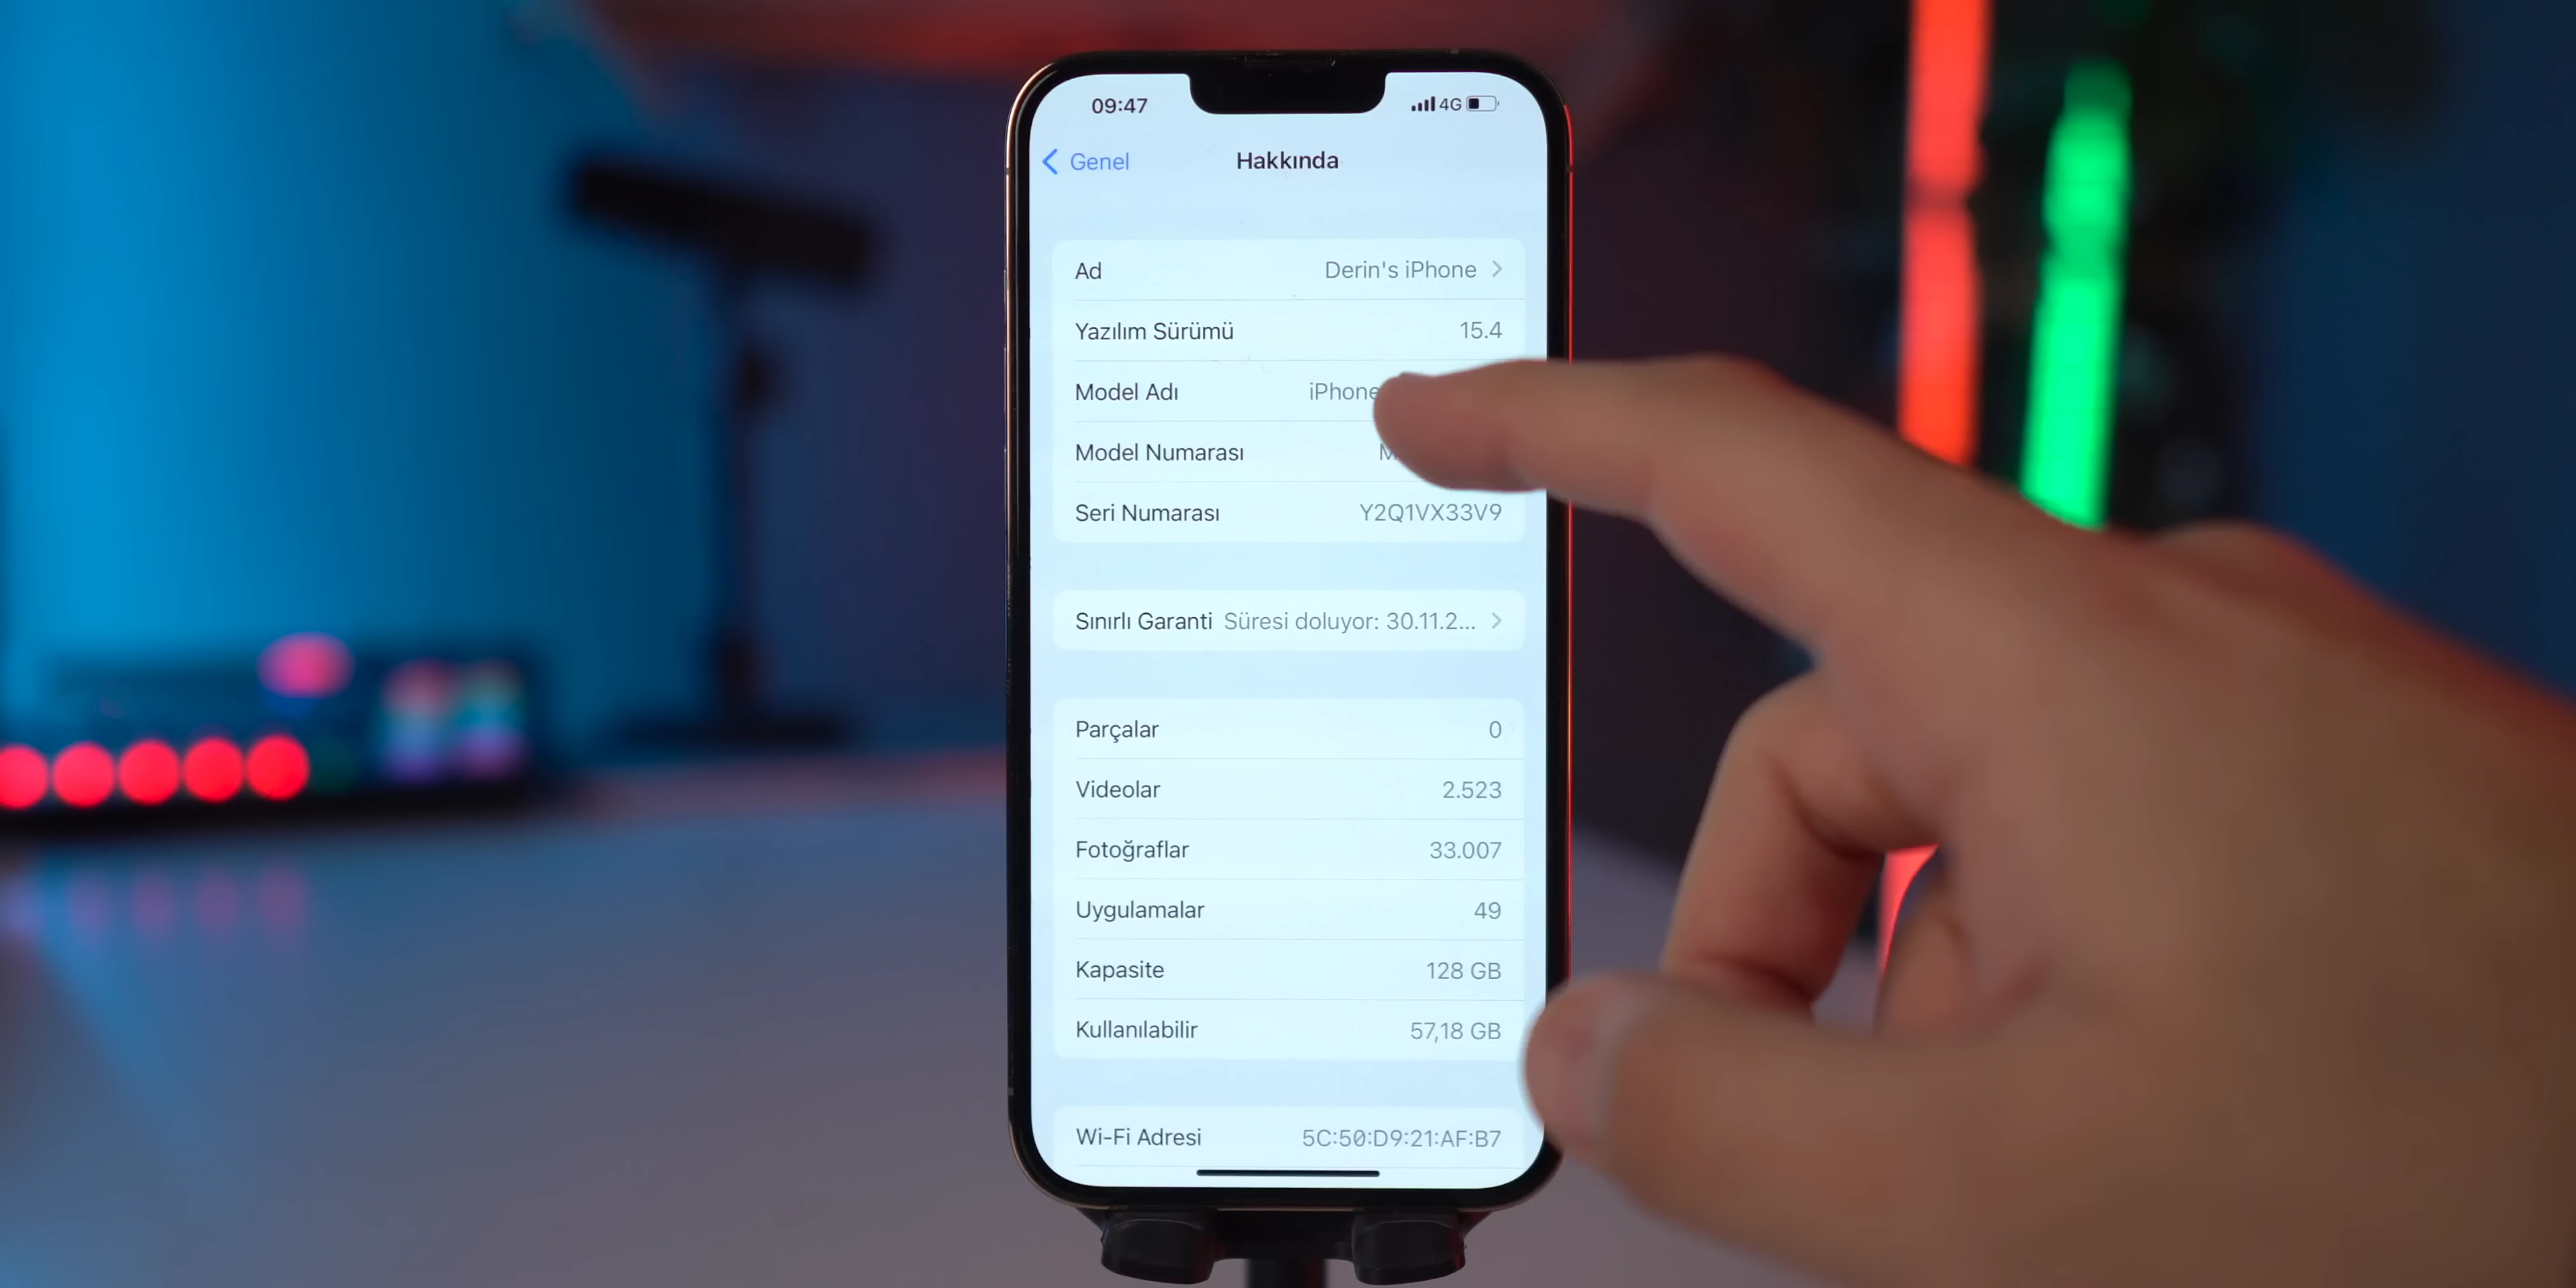 09:47 4G
Genel Hakkında
Ad Derin's iPhone
Yazılım Sürümü 15.4
Model Adı iPhone
Model Numarası
Seri Numarası Y2Q1VX33V9
Sınırlı Garanti Süresi doluyor: 30.11.2...
Parçalar 0
Videolar 2.523
Fotoğraflar 33.007
Uygulamalar 49
Kapasite 128 GB
Kullanılabilir 57,18 GB
Wi-Fi Adresi 5C:50:D9:21:AF:B7